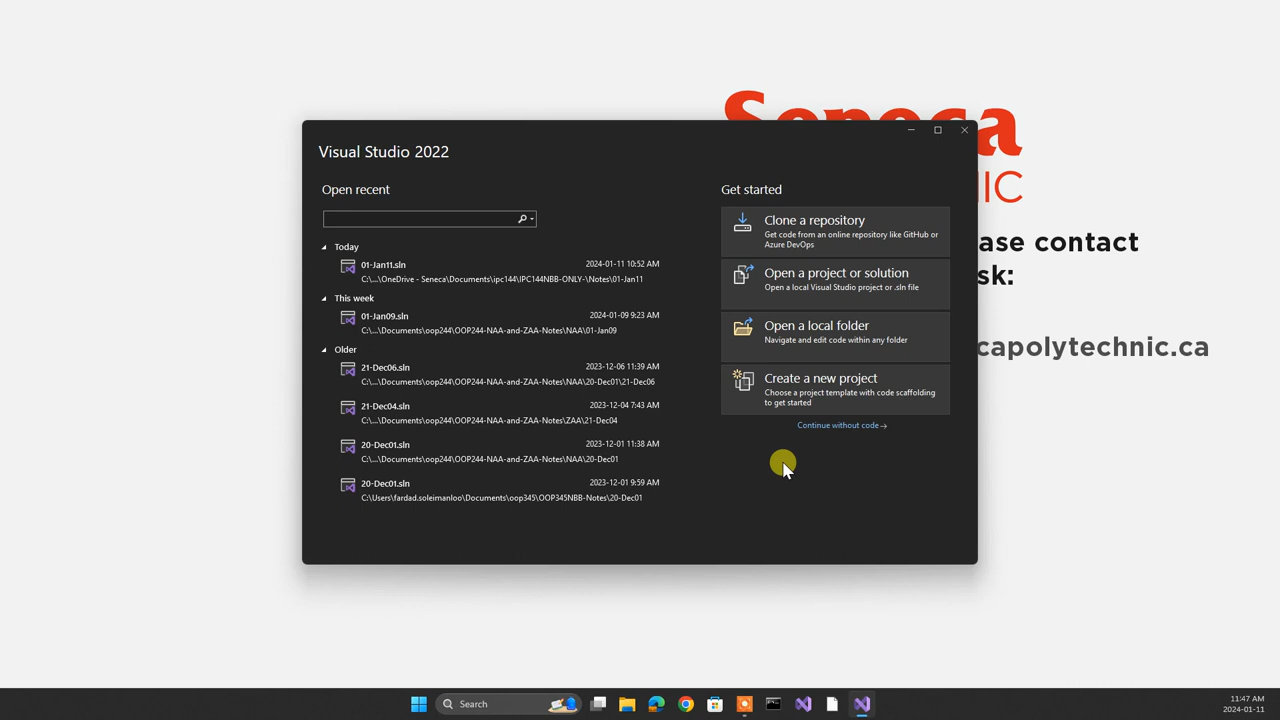 Seneca
NIC
ase contact
sk:
capolytechnic.ca
Visual Studio 2022
Open recent
Today
01-Jan11.sln 2024-01-11 10:52 AM
C:\...\OneDrive - Seneca\Documents\ipc144\IPC144NBB-ONLY-\Notes\01-Jan11
This week
01-Jan09.sln 2024-01-09 9:23 AM
C:\...\Documents\oop244\OOP244-NAA-and-ZAA-Notes\NAA\01-Jan09
Older
21-Dec06.sln 2023-12-06 11:39 AM
C:\...\Documents\oop244\OOP244-NAA-and-ZAA-Notes\NAA\20-Dec01\21-Dec06
21-Dec04.sln 2023-12-04 7:43 AM
C:\...\Documents\oop244\OOP244-NAA-and-ZAA-Notes\ZAA\21-Dec04
20-Dec01.sln 2023-12-01 11:38 AM
C:\...\Documents\oop244\OOP244-NAA-and-ZAA-Notes\NAA\20-Dec01
20-Dec01.sln 2023-12-01 9:59 AM
C:\Users\fardad.soleimanloo\Documents\oop345\OOP345NBB-Notes\20-Dec01
Get started
Clone a repository
Get code from an online repository like GitHub or
Azure DevOps
Open a project or solution
Open a local Visual Studio project or .sln file
Open a local folder
Navigate and edit code within any folder
Create a new project
Choose a project template with code scaffolding
to get started
Continue without code→
Search
11:47 AM
2024-01-11